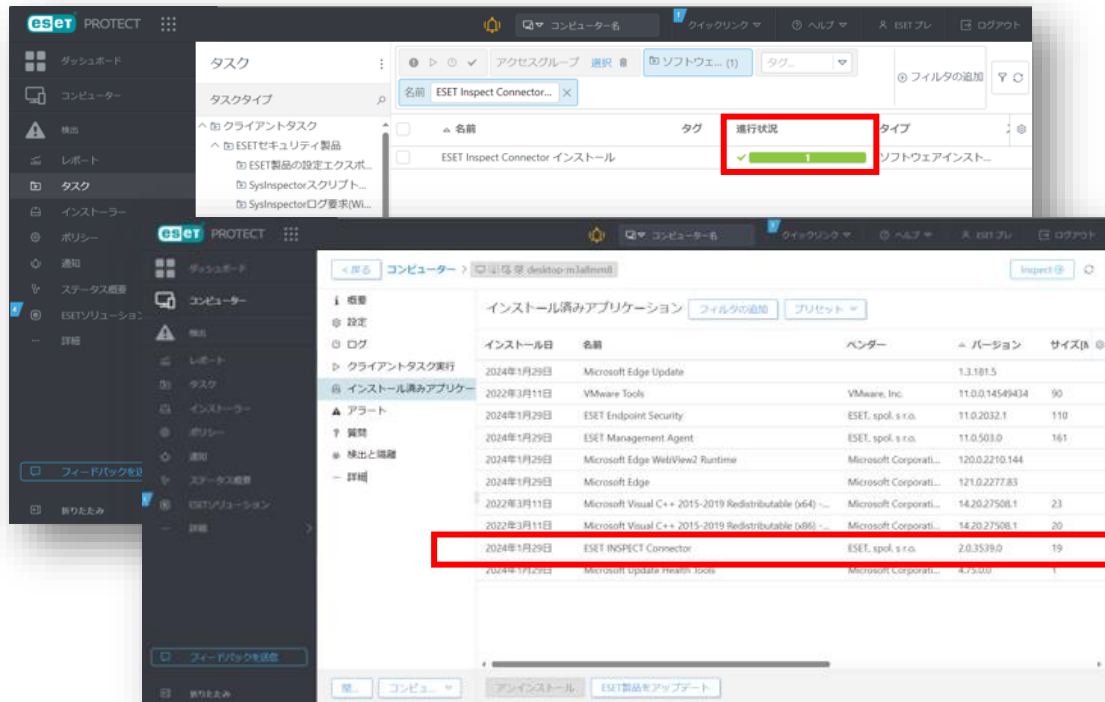 eset PROTECT
コンピューター名
クイックリンク
ヘルプ
ESET プレ
ログアウト
ダッシュボード
コンピューター
検出
レポート
タスク
インストーラー
ポリシー
通知
ステータス概要
ESETソリューション
詳細
フィードバックを送
折りたたみ
タスク
タスクタイプ
クライアントタスク
ESETセキュリティ製品
ESET製品の設定エクスポ...
SysInspectorスクリプト...
SysInspectorログ要求(Wi...
アクセスグループ 選択
ソフトウェ... (1)
タグ...
フィルタの追加
名前 ESET Inspect Connector...
名前 タグ 進行状況 タイプ
ESET Inspect Connector インストール 1 ソフトウェアインスト...
eset PROTECT
コンピューター名
クイックリンク
ヘルプ
ログアウト
ダッシュボード
コンピューター
検出
レポート
タスク
インストーラー
ポリシー
通知
ステータス概要
ESETソリューション
詳細
フィードバックを送信
折りたたみ
<戻る コンピューター > desktop-m3a8mm8
Inspect
概要
設定
ログ
クライアントタスク実行
インストール済みアプリケー
アラート
質問
検出と隔離
詳細
インストール済みアプリケーション フィルタの追加 プリセット
インストール日 名前 ベンダー バージョン サイズ[M
2024年1月29日 Microsoft Edge Update 1.3.181.5
2022年3月11日 VMware Tools VMware, Inc. 11.0.0.14549434 90
2024年1月29日 ESET Endpoint Security ESET, spol. s r.o. 11.0.2032.1 110
2024年1月29日 ESET Management Agent ESET, spol. s r.o. 11.0.503.0 161
2024年1月29日 Microsoft Edge WebView2 Runtime Microsoft Corporati... 120.0.2210.144
2024年1月29日 Microsoft Edge Microsoft Corporati... 121.0.2277.83
2022年3月11日 Microsoft Visual C++ 2015-2019 Redistributable (x64) -... Microsoft Corporati... 14.20.27508.1 23
2022年3月11日 Microsoft Visual C++ 2015-2019 Redistributable (x86) -... Microsoft Corporati... 14.20.27508.1 20
2024年1月29日 ESET INSPECT Connector ESET, spol. s r.o. 2.0.3539.0 19
2024年1月29日 Microsoft Update Health Tools Microsoft Corporati... 4.75.0.0 1
コンピュ...
アンインストール
ESET製品をアップデート